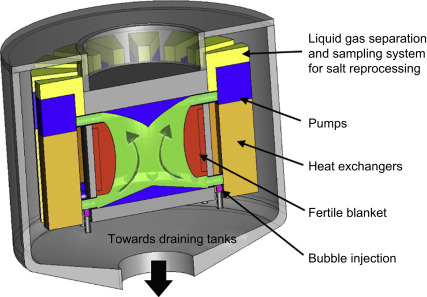 Liquid gas separation
and sampling system
for salt reprocessing
Pumps
Heat exchangers
Fertile blanket
Towards draining tanks
Bubble injection